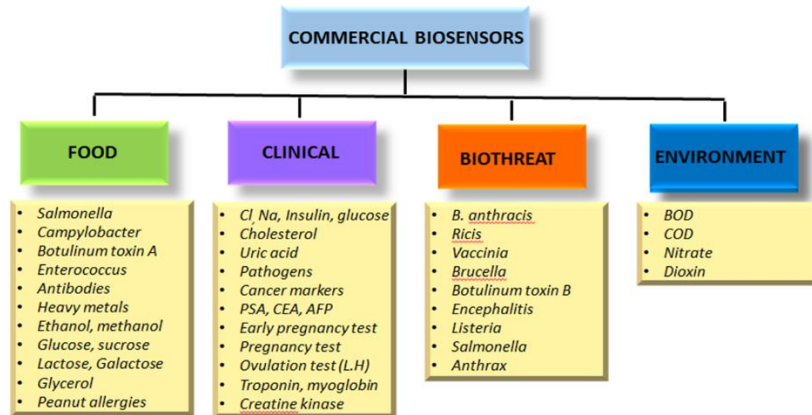 COMMERCIAL BIOSENSORS
FOOD
CLINICAL
BIOTHREAT
ENVIRONMENT
• Salmonella
• Campylobacter
• Botulinum toxin A
• Enterococcus
• Antibodies
• Heavy metals
• Ethanol, methanol
• Glucose, sucrose
• Lactose, Galactose
• Glycerol
• Peanut allergies
• Cl, Na, Insulin, glucose
• Cholesterol
• Uric acid
• Pathogens
• Cancer markers
• PSA, CEA, AFP
• Early pregnancy test
• Pregnancy test
• Ovulation test (L.H)
• Troponin, myoglobin
• Creatine kinase
• B. anthracis
• Ricis
• Vaccinia
• Brucella
• Botulinum toxin B
• Encephalitis
• Listeria
• Salmonella
• Anthrax
• BOD
• COD
• Nitrate
• Dioxin